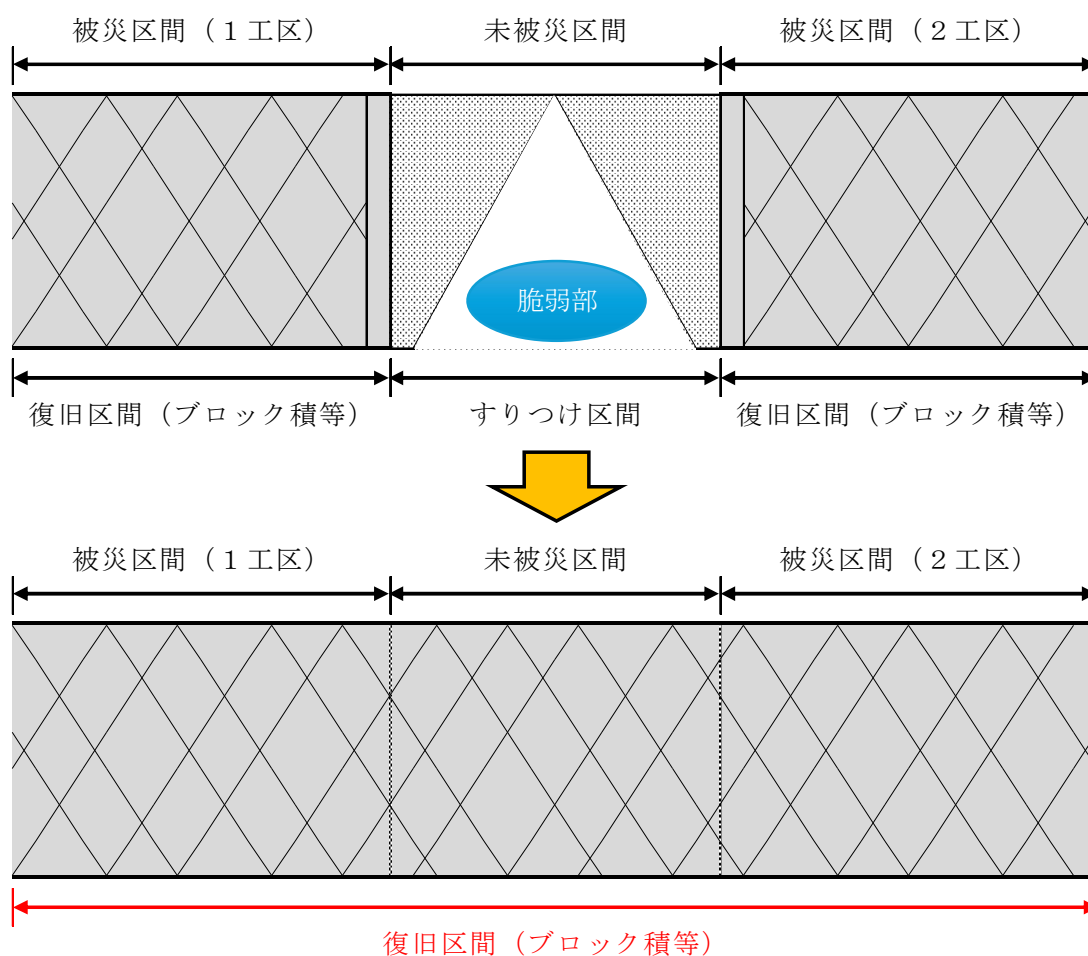 被災区間（１工区）　未被災区間　被災区間（２工区）
脆弱部
復旧区間（ブロック積等）　すりつけ区間　復旧区間（ブロック積等）
被災区間（１工区）　未被災区間　被災区間（２工区）
復旧区間（ブロック積等）